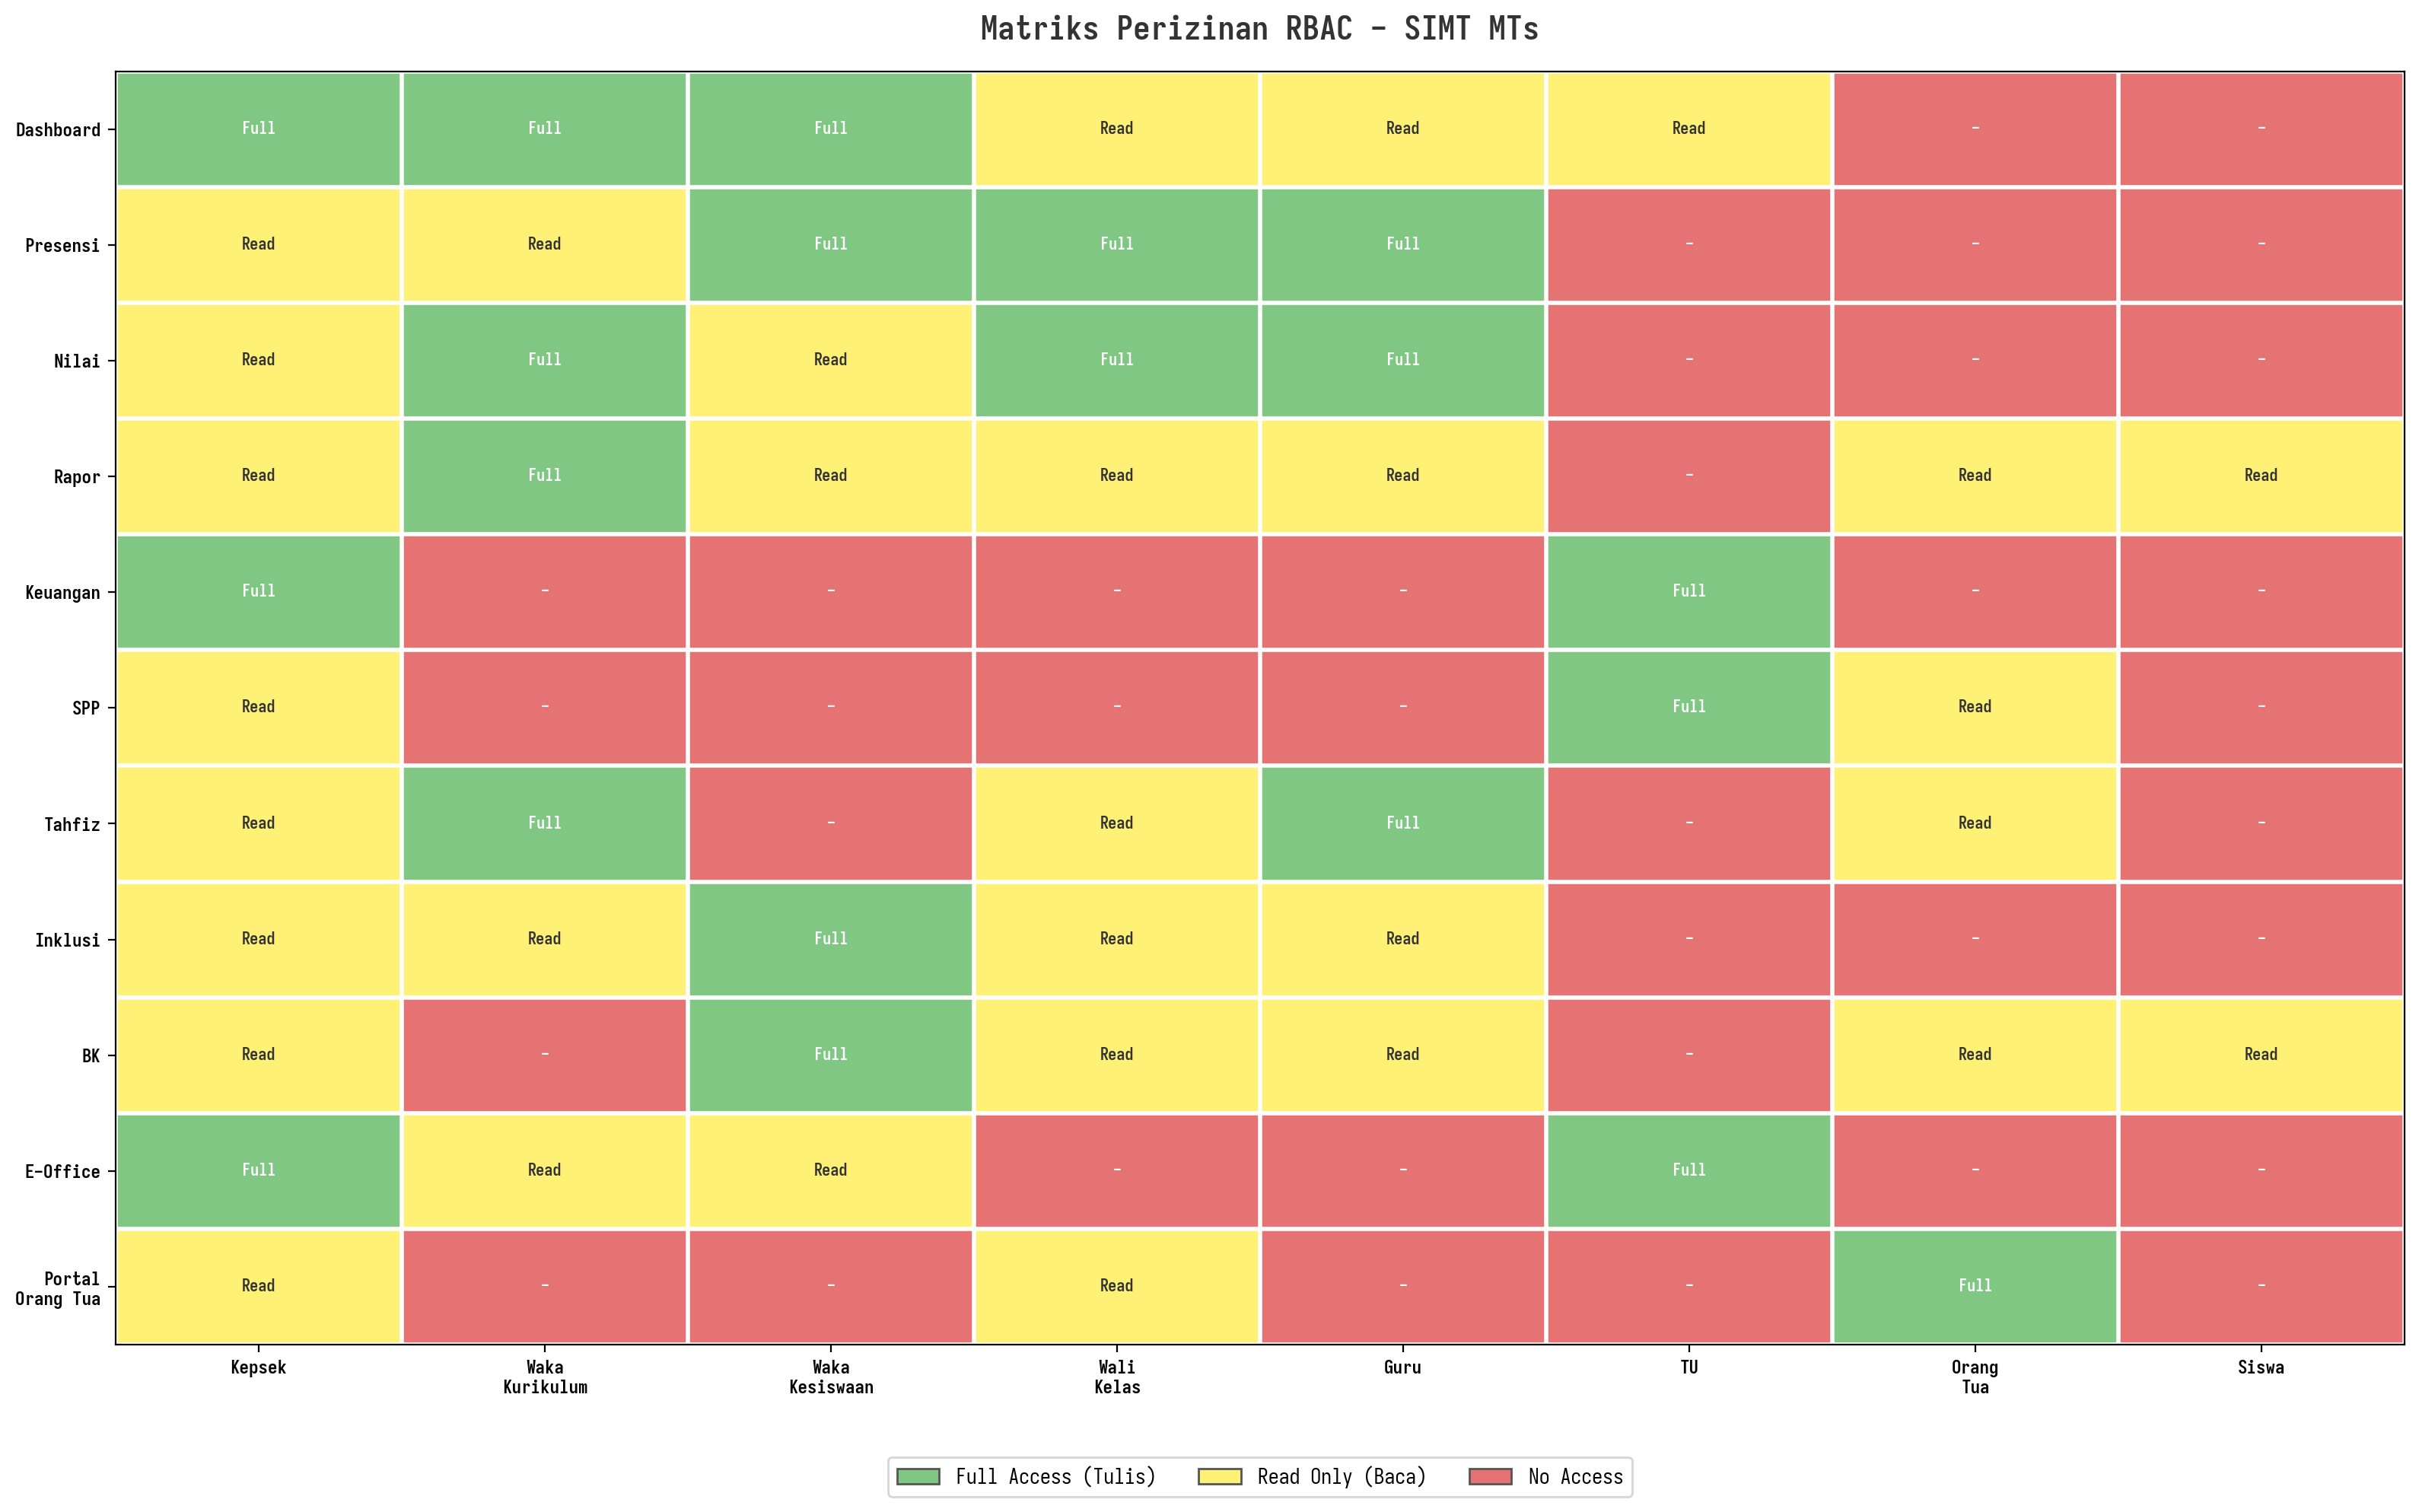 Matriks Perizinan RBAC - SIMT MTs
Dashboard Full Full Full Read Read Read - -
Presensi Read Read Full Full Full - - -
Nilai Read Full Read Full Full - - -
Rapor Read Full Read Read Read - Read Read
Keuangan Full - - - - Full - -
SPP Read - - - - Full Read -
Tahfiz Read Full - Read Full - Read -
Inklusi Read Read Full Read Read - - -
BK Read - Full Read Read - Read Read
E-Office Full Read Read - - Full - -
Portal
Orang Tua Read - - Read - - Full -
Kepsek Waka Waka Wali Guru TU Orang Siswa
Kurikulum Kesiswaan Kelas Tua
Full Access (Tulis) Read Only (Baca) No Access